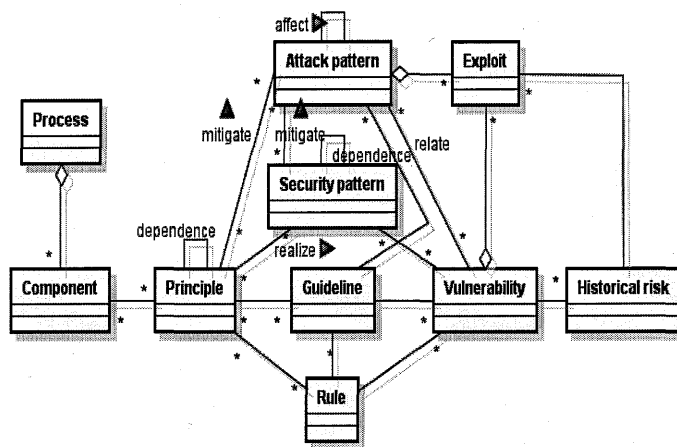 affect
Attack pattern
Exploit
Process
mitigate
mitigate
relate
dependence
Security pattern
dependence
realize
Component
Principle
Guideline
Vulnerability
Historical risk
Rule